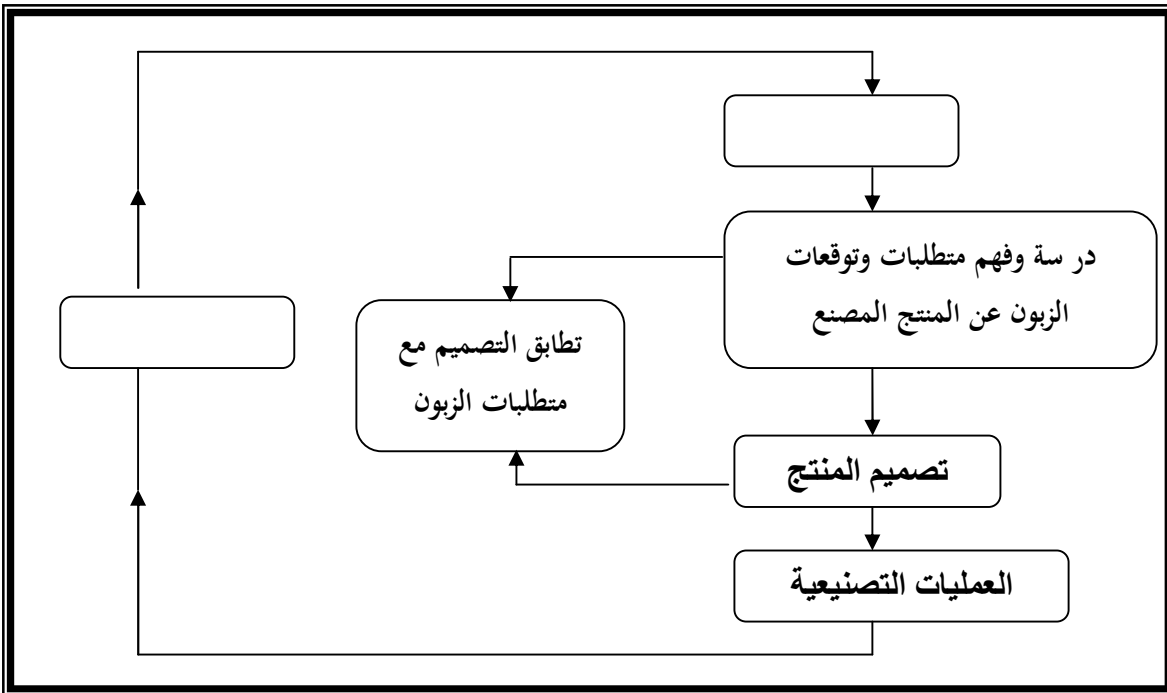 در سة وفهم متطلبات وتوقعات
الزبون عن المنتج المصنع
تطابق التصميم مع
متطلبات الزبون
تصميم المنتج
العمليات التصنيعية